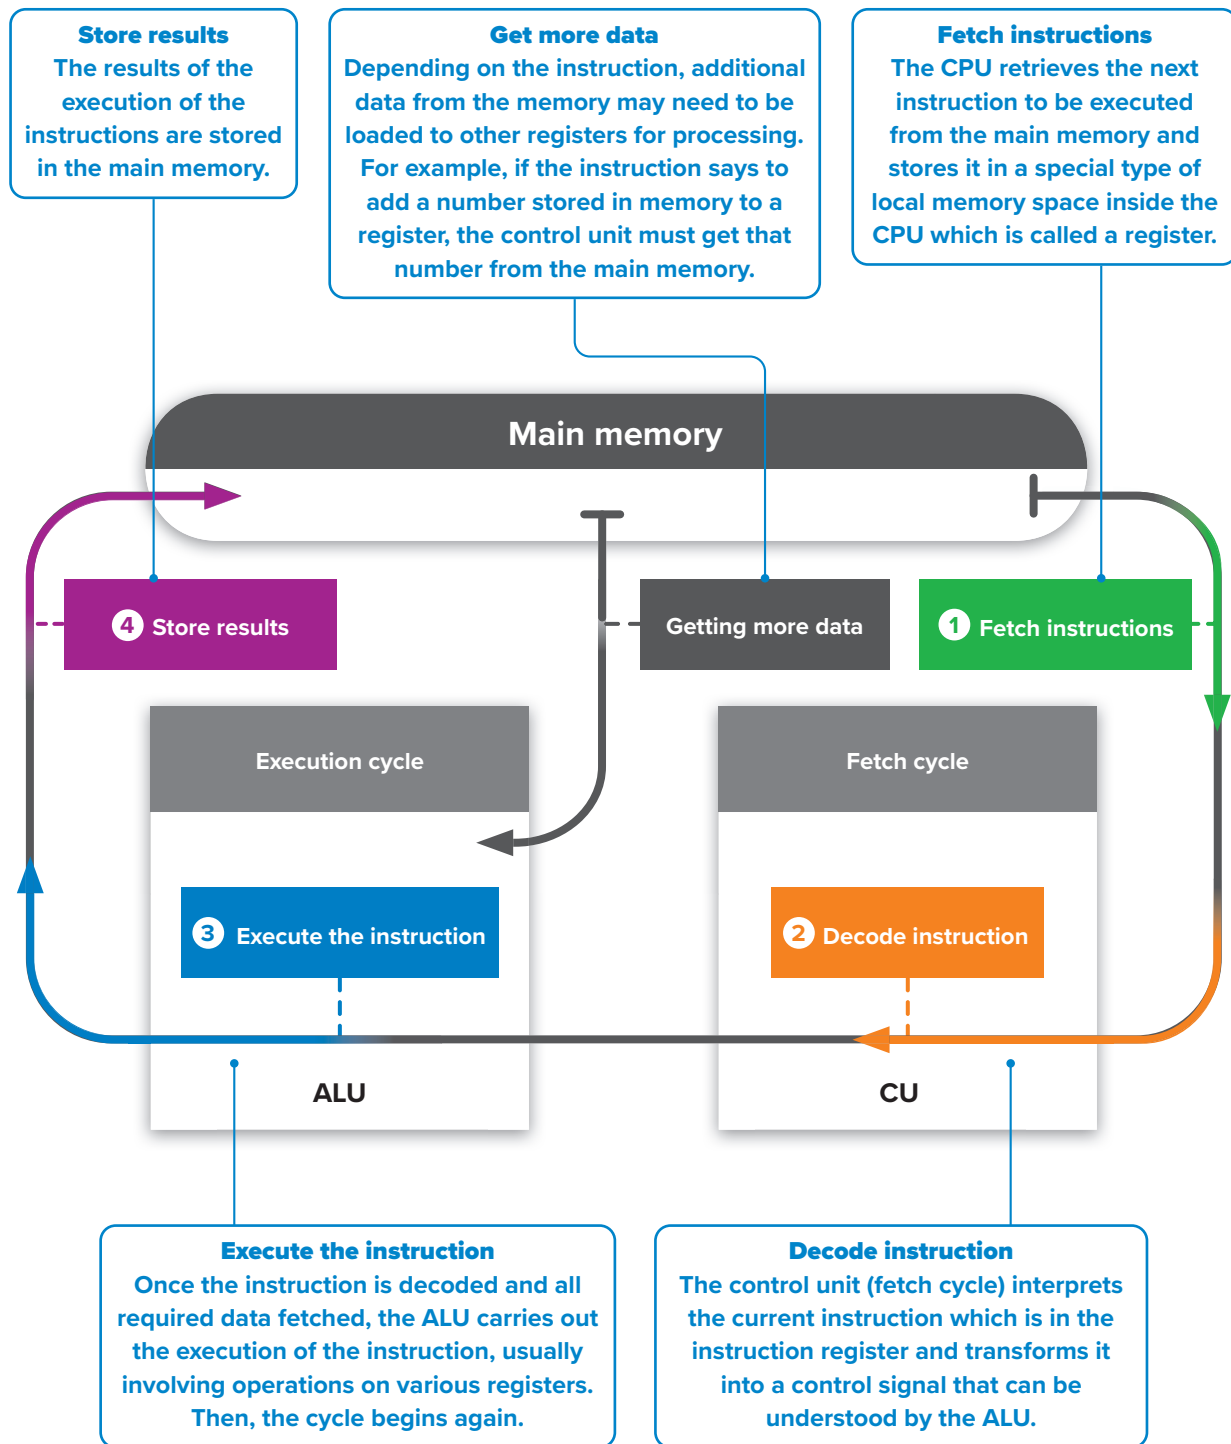 Store results
The results of the
execution of the
instructions are stored
in the main memory.
Get more data
Depending on the instruction, additional
data from the memory may need to be
loaded to other registers for processing.
For example, if the instruction says to
add a number stored in memory to a
register, the control unit must get that
number from the main memory.
Fetch instructions
The CPU retrieves the next
instruction to be executed
from the main memory and
stores it in a special type of
local memory space inside the
CPU which is called a register.
Main memory
4 Store results
Getting more data
1 Fetch instructions
Execution cycle
Fetch cycle
3 Execute the instruction
2 Decode instruction
ALU
CU
Execute the instruction
Once the instruction is decoded and all
required data fetched, the ALU carries out
the execution of the instruction, usually
involving operations on various registers.
Then, the cycle begins again.
Decode instruction
The control unit (fetch cycle) interprets
the current instruction which is in the
instruction register and transforms it
into a control signal that can be
understood by the ALU.